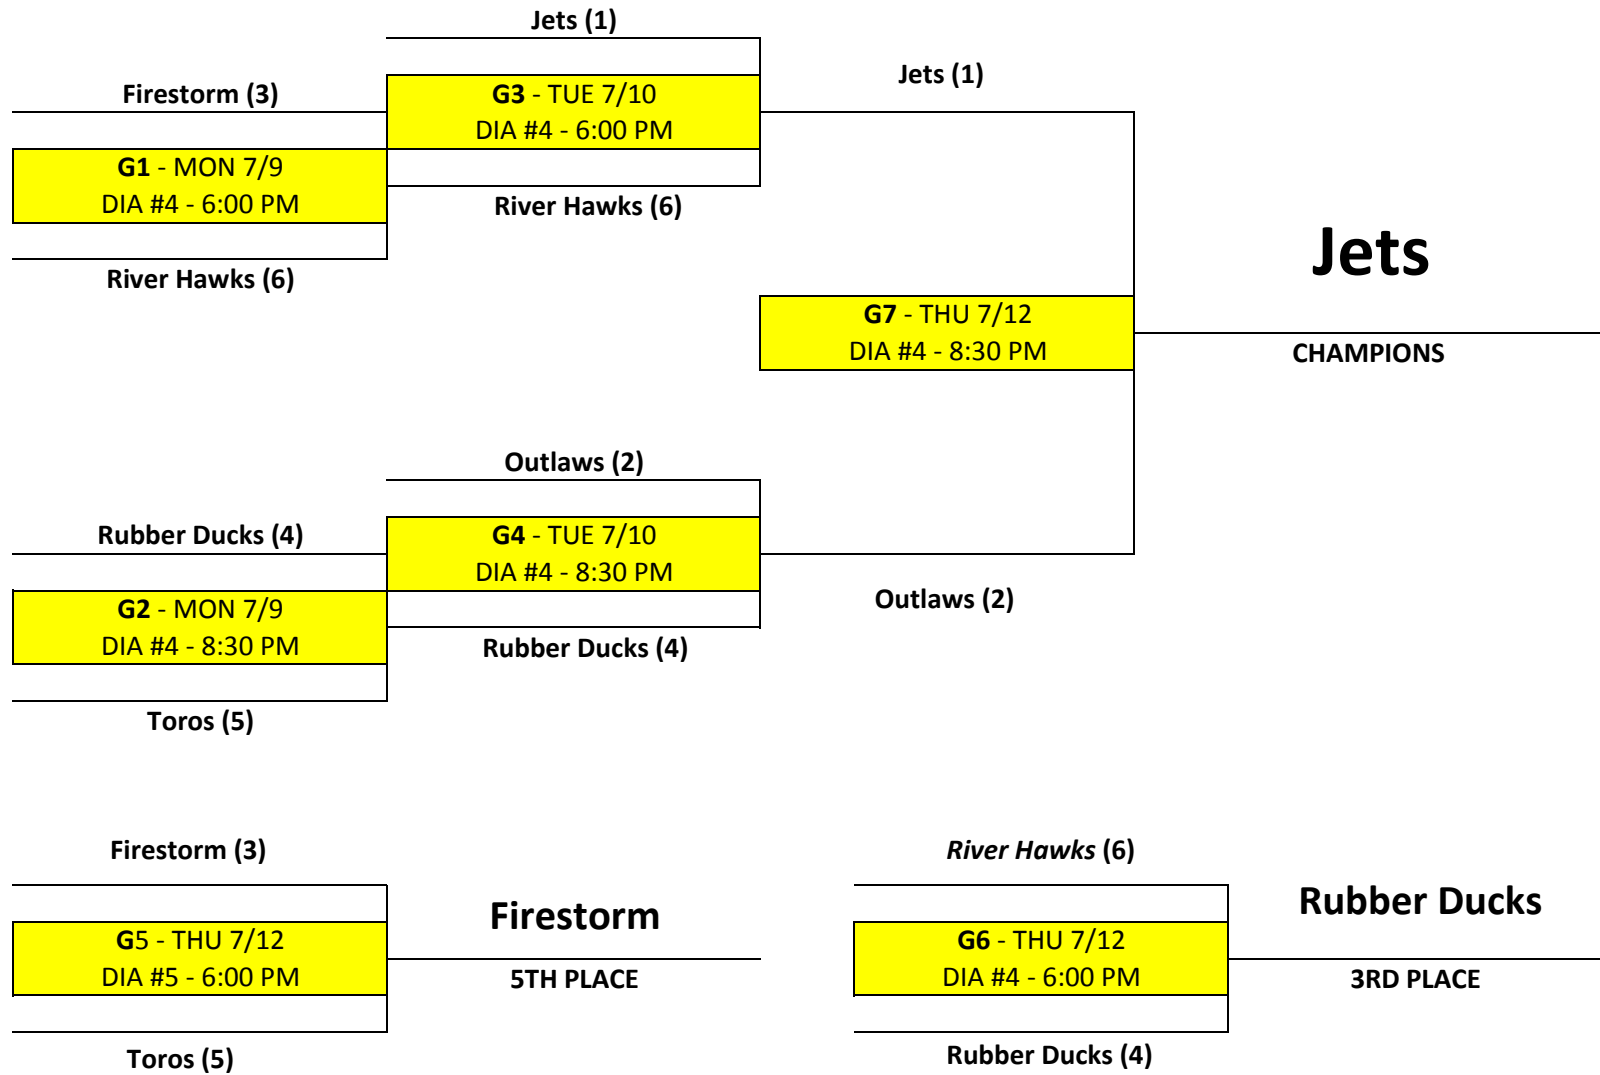 Jets (1)
Firestorm (3)
G3 - TUE 7/10
DIA #4 - 6:00 PM
Jets (1)
G1 - MON 7/9
DIA #4 - 6:00 PM
River Hawks (6)
River Hawks (6)
Jets
G7 - THU 7/12
DIA #4 - 8:30 PM
CHAMPIONS
Outlaws (2)
Rubber Ducks (4)
G4 - TUE 7/10
DIA #4 - 8:30 PM
Outlaws (2)
G2 - MON 7/9
DIA #4 - 8:30 PM
Rubber Ducks (4)
Toros (5)
Firestorm (3)
G5 - THU 7/12
DIA #5 - 6:00 PM
Toros (5)
Firestorm
5TH PLACE
River Hawks (6)
G6 - THU 7/12
DIA #4 - 6:00 PM
Rubber Ducks (4)
Rubber Ducks
3RD PLACE